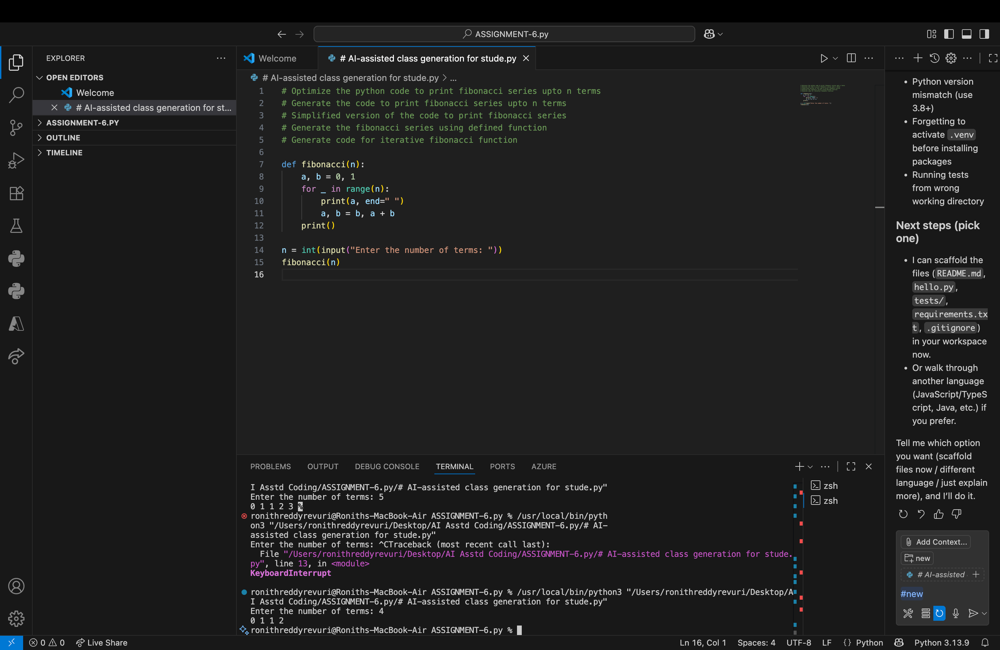 ASSIGNMENT-6.py
EXPLORER
OPEN EDITORS
Welcome
# AI-assisted class generation for st...
ASSIGNMENT-6.PY
OUTLINE
TIMELINE
Welcome
# AI-assisted class generation for stude.py
# AI-assisted class generation for stude.py > ...
1 # Optimize the python code to print fibonacci series upto n terms
2 # Generate the code to print fibonacci series upto n terms
3 # Simplified version of the code to print fibonacci series
4 # Generate the fibonacci series using defined function
5 # Generate code for iterative fibonacci function
6
7 def fibonacci(n):
8     a, b = 0, 1
9     for _ in range(n):
10         print(a, end=" ")
11         a, b = b, a + b
12     print()
13
14 n = int(input("Enter the number of terms: "))
15 fibonacci(n)
16
PROBLEMS OUTPUT DEBUG CONSOLE TERMINAL PORTS AZURE
I Asstd Coding/ASSIGNMENT-6.py/# AI-assisted class generation for stude.py"
Enter the number of terms: 5
0 1 1 2 3 %
ronithreddyrevuri@Roniths-MacBook-Air ASSIGNMENT-6.py % /usr/local/bin/pyth
on3 "/Users/ronithreddyrevuri/Desktop/AI Asstd Coding/ASSIGNMENT-6.py/# AI-
assisted class generation for stude.py"
Enter the number of terms: ^CTraceback (most recent call last):
  File "/Users/ronithreddyrevuri/Desktop/AI Asstd Coding/ASSIGNMENT-6.py/# AI-assisted class generation for stude.
py", line 13, in <module>
KeyboardInterrupt
ronithreddyrevuri@Roniths-MacBook-Air ASSIGNMENT-6.py % /usr/local/bin/python3 "/Users/ronithreddyrevuri/Desktop/A
I Asstd Coding/ASSIGNMENT-6.py/# AI-assisted class generation for stude.py"
Enter the number of terms: 4
0 1 1 2
ronithreddyrevuri@Roniths-MacBook-Air ASSIGNMENT-6.py %
zsh
zsh
• Python version
mismatch (use
3.8+)
• Forgetting to
activate .venv
before installing
packages
• Running tests
from wrong
working directory
Next steps (pick
one)
• I can scaffold the
files (README.md,
hello.py,
tests/,
requirements.tx
t, .gitignore)
in your workspace
now.
• Or walk through
another language
(JavaScript/TypeS
cript, Java, etc.) if
you prefer.
Tell me which option
you want (scaffold
files now / different
language / just explain
more), and I'll do it.
Add Context...
new
# AI-assisted
#new
0 0 Live Share
Ln 16, Col 1 Spaces: 4 UTF-8 LF {} Python Python 3.13.9